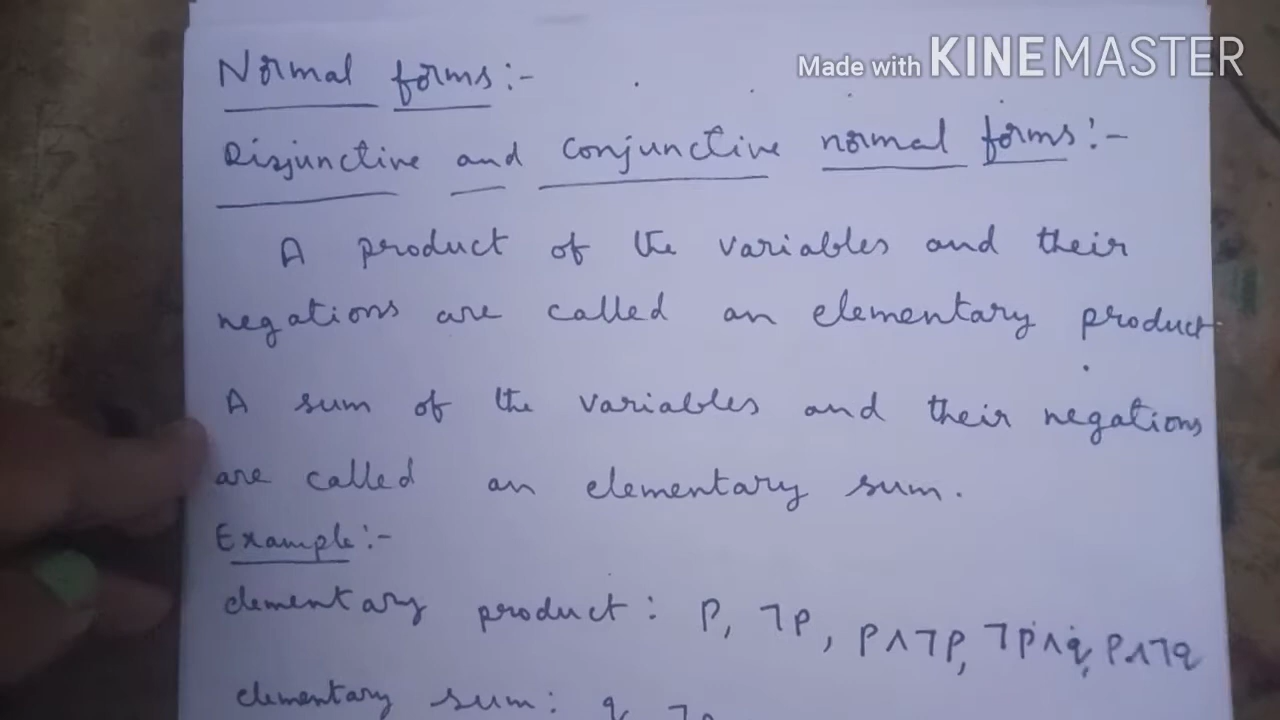 Made with KINEMASTER
Normal forms:-
Disjunctive and conjunctive normal forms:-
A product of the variables and their
negations are called an elementary product.
A sum of the variables and their negations
are called an elementary sum.
Example:-
elementary product: P, ¬P, P∧¬P, ¬P∧q, P∧¬q
elementary sum: q